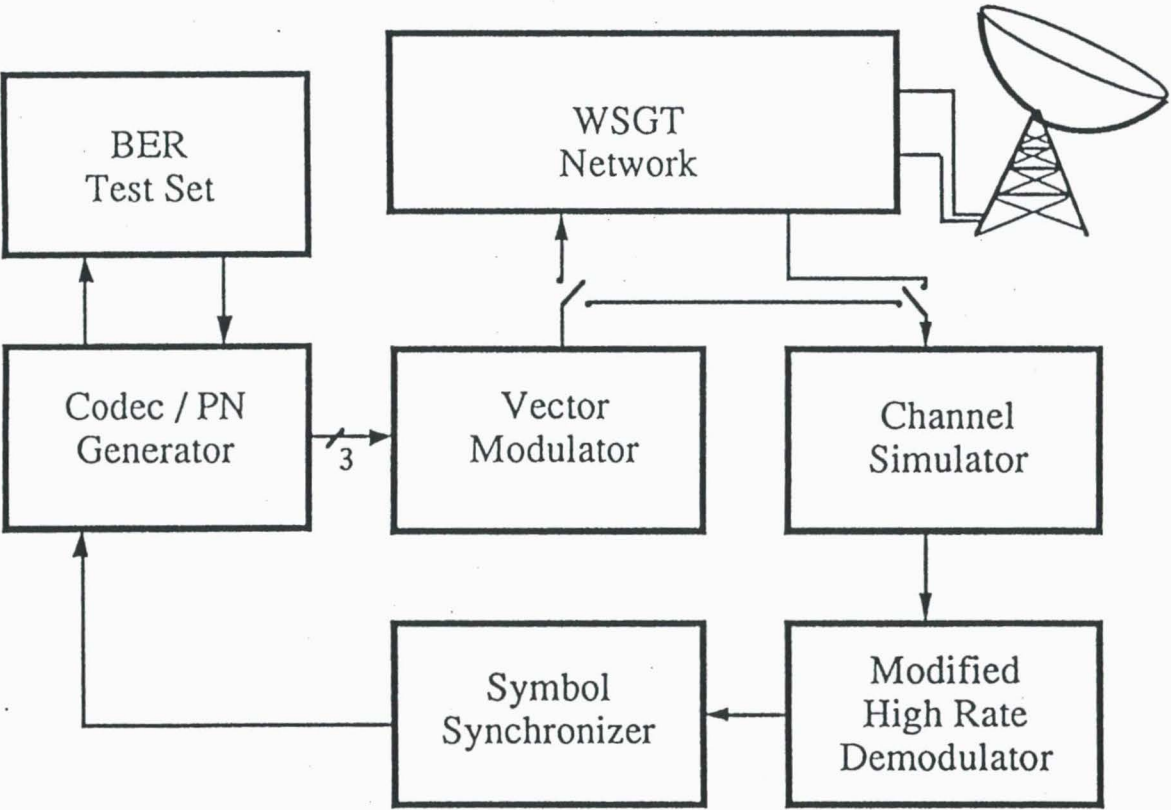 WSGT
Network
BER
Test Set
Codec / PN
Generator
3
Vector
Modulator
Channel
Simulator
Symbol
Synchronizer
Modified
High Rate
Demodulator